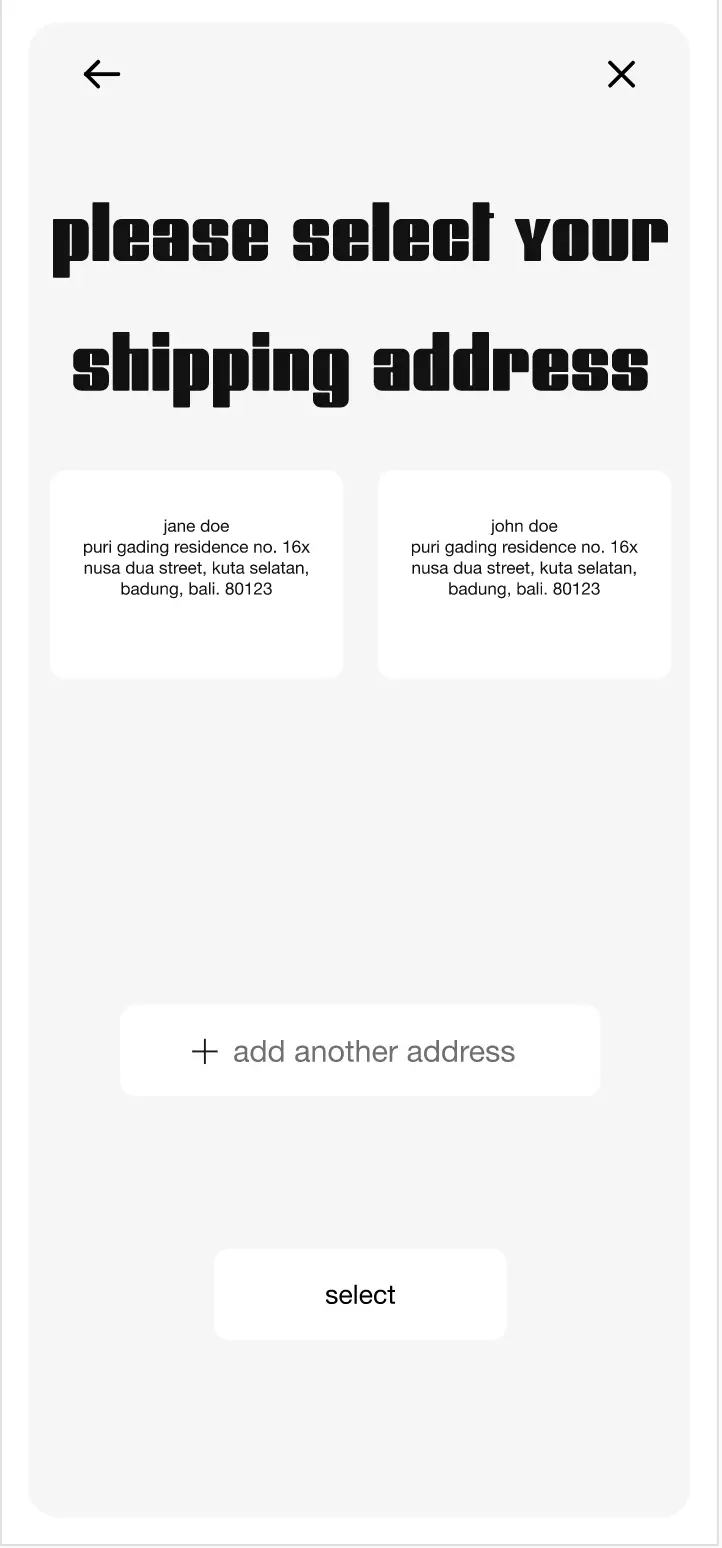 please select your
shipping address
jane doe
puri gading residence no. 16x
nusa dua street, kuta selatan,
badung, bali. 80123
john doe
puri gading residence no. 16x
nusa dua street, kuta selatan,
badung, bali. 80123
+ add another address
select